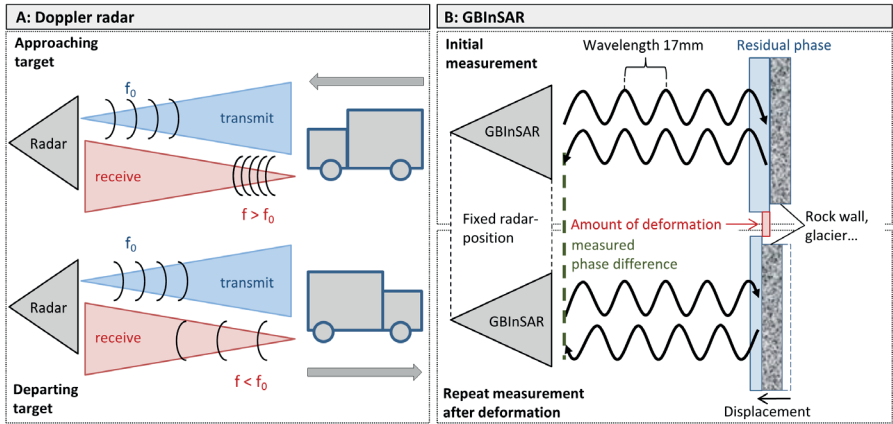 A: Doppler radar
Approaching
target
f₀
Radar
transmit
receive
f > f₀
f₀
Radar
transmit
receive
f < f₀
Departing
target
B: GBInSAR
Initial
measurement
Wavelength 17mm
Residual phase
GBInSAR
Fixed radar-
position
Amount of deformation
measured
phase difference
Rock wall,
glacier...
GBInSAR
Repeat measurement
after deformation
Displacement